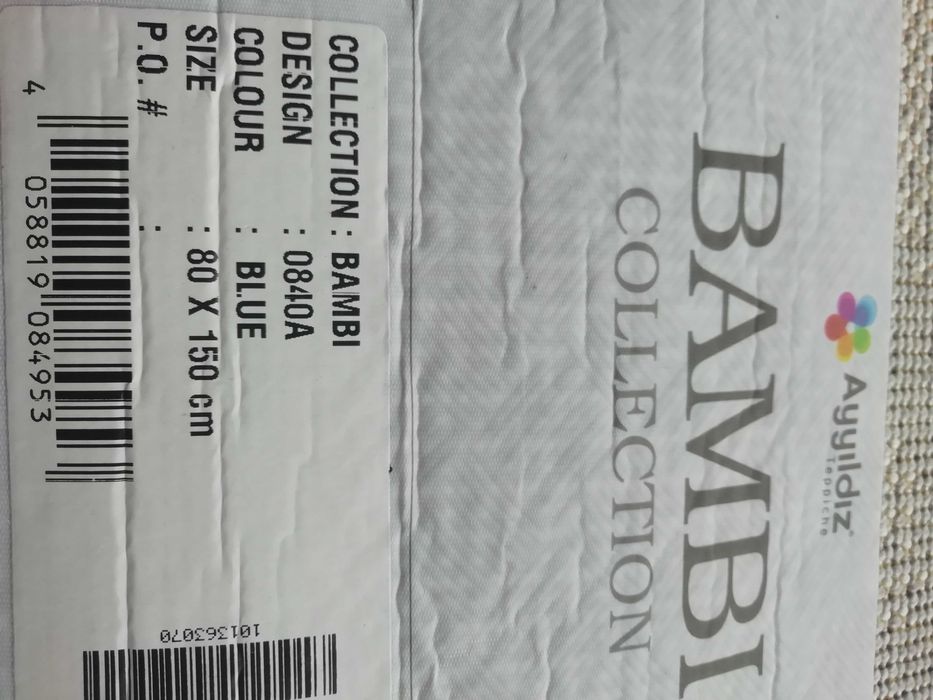 Ayyildiz
Teppiche
BAMBI
COLLECTION
COLLECTION : BAMBI
DESIGN : 0840A
COLOUR : BLUE
SIZE : 80 X 150 cm
P.O. # :
4 058819 084953
101363070